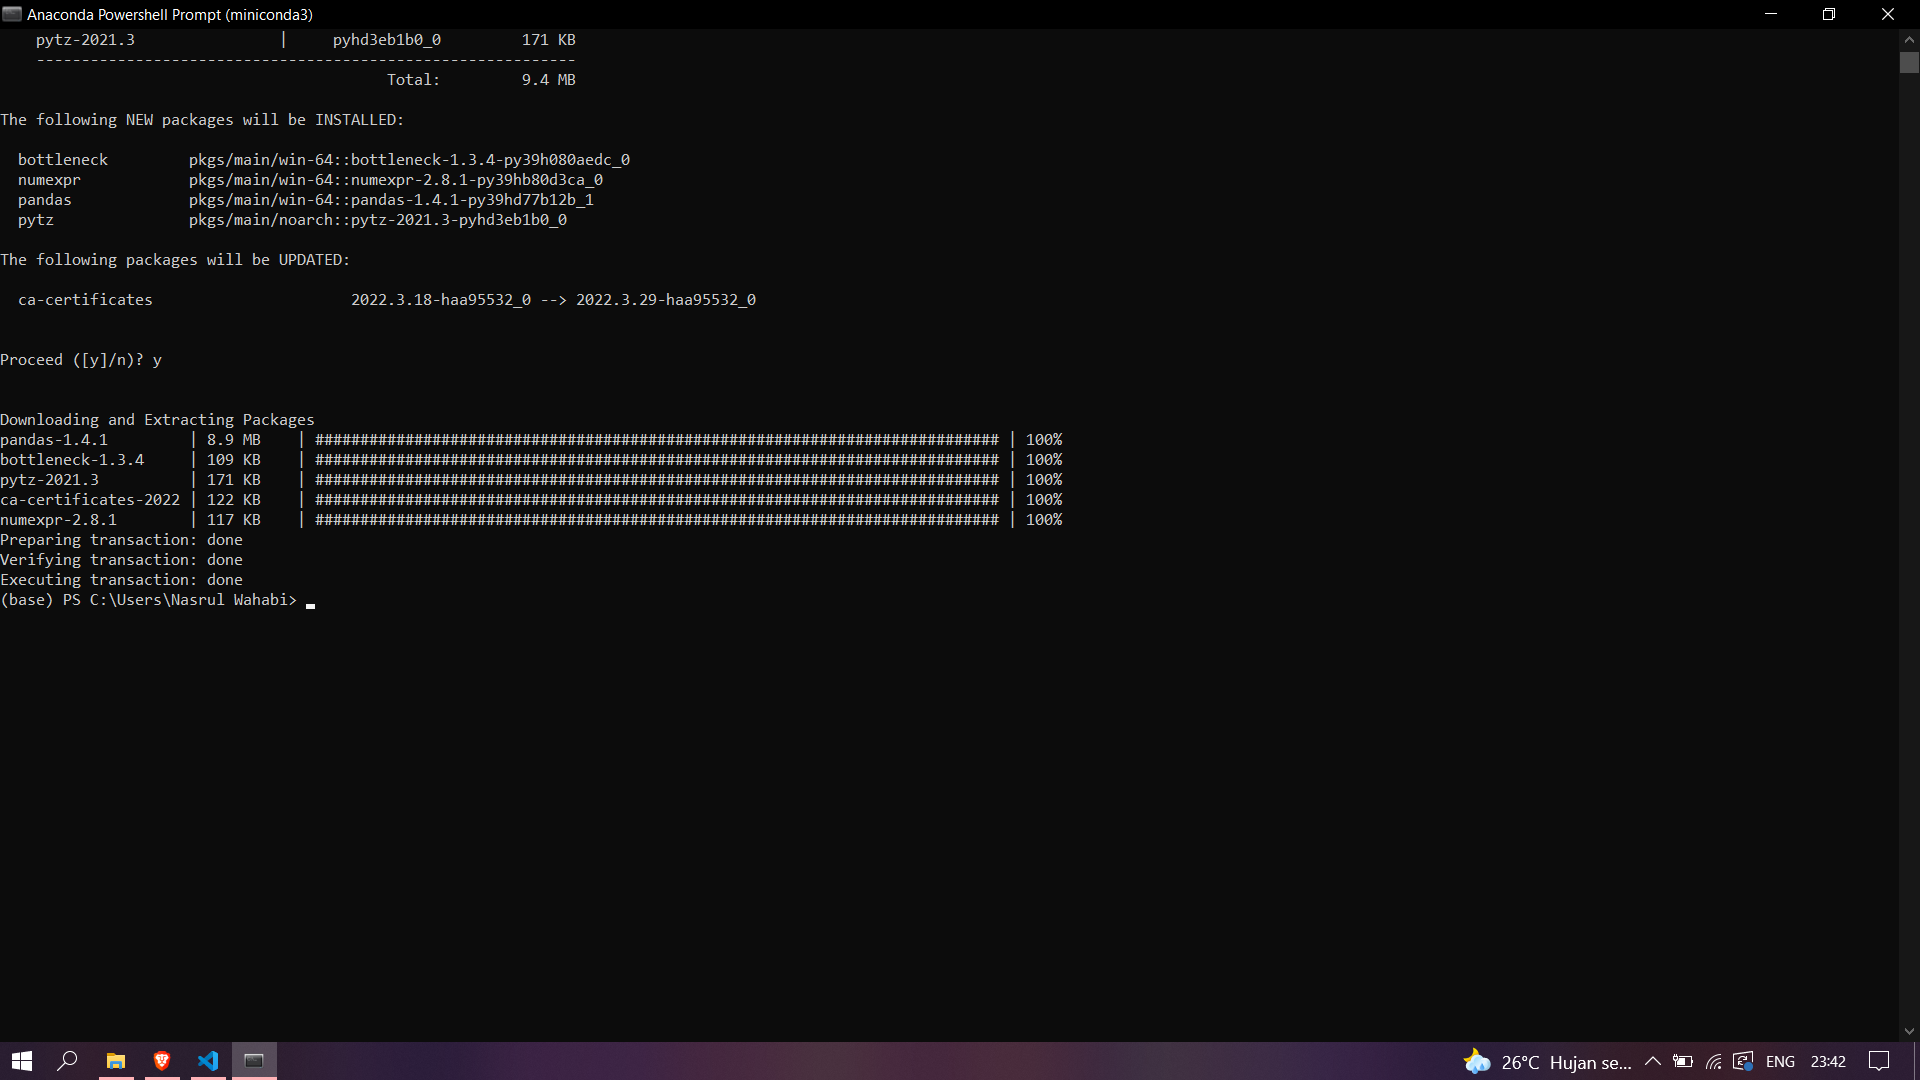 Anaconda Powershell Prompt (miniconda3)
pytz-2021.3 | pyhd3eb1b0_0 171 KB
------------------------------------------------------------
Total: 9.4 MB
The following NEW packages will be INSTALLED:
bottleneck pkgs/main/win-64::bottleneck-1.3.4-py39h080aedc_0
numexpr pkgs/main/win-64::numexpr-2.8.1-py39hb80d3ca_0
pandas pkgs/main/win-64::pandas-1.4.1-py39hd77b12b_1
pytz pkgs/main/noarch::pytz-2021.3-pyhd3eb1b0_0
The following packages will be UPDATED:
ca-certificates 2022.3.18-haa95532_0 --> 2022.3.29-haa95532_0
Proceed ([y]/n)? y
Downloading and Extracting Packages
pandas-1.4.1 | 8.9 MB | ############################################################################ | 100%
bottleneck-1.3.4 | 109 KB | ############################################################################ | 100%
pytz-2021.3 | 171 KB | ############################################################################ | 100%
ca-certificates-2022 | 122 KB | ############################################################################ | 100%
numexpr-2.8.1 | 117 KB | ############################################################################ | 100%
Preparing transaction: done
Verifying transaction: done
Executing transaction: done
(base) PS C:\Users\Nasrul Wahabi>
26°C Hujan se... ENG 23:42